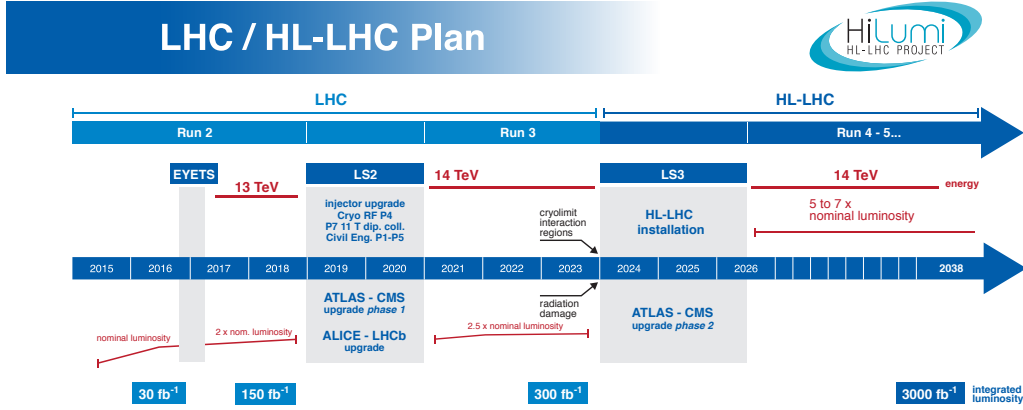 LHC / HL-LHC Plan
HiLumi
HL-LHC PROJECT
LHC
HL-LHC
Run 2
Run 3
Run 4 - 5...
EYETS
13 TeV
LS2
14 TeV
LS3
14 TeV
energy
injector upgrade
Cryo RF P4
P7 11 T dip. coll.
Civil Eng. P1-P5
cryolimit
interaction
regions
HL-LHC
installation
5 to 7 x
nominal luminosity
2015
2016
2017
2018
2019
2020
2021
2022
2023
2024
2025
2026
2038
ATLAS - CMS
upgrade phase 1
ALICE - LHCb
upgrade
radiation
damage
ATLAS - CMS
upgrade phase 2
nominal luminosity
2 x nom. luminosity
2.5 x nominal luminosity
30 fb-1
150 fb-1
300 fb-1
3000 fb-1
integrated
luminosity